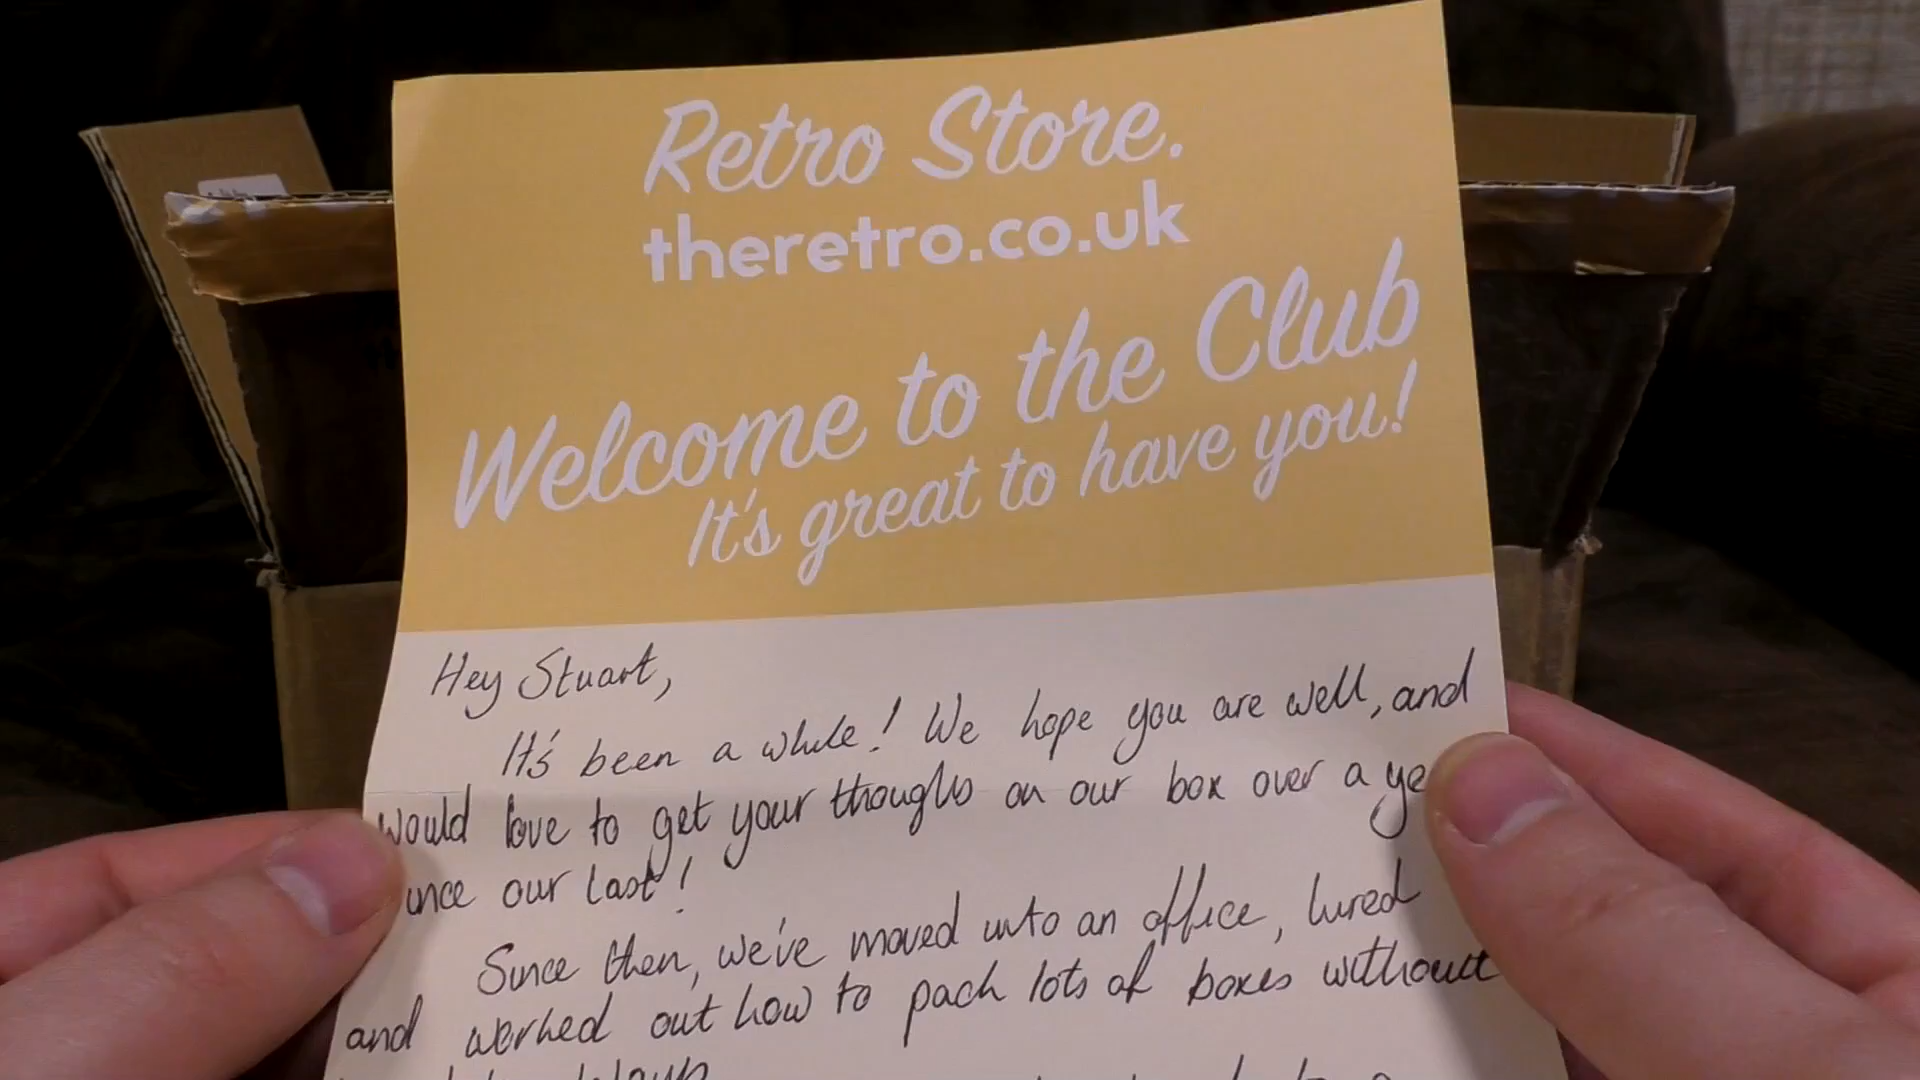 Retro Store.
theretro.co.uk
Welcome to the Club
It's great to have you!
Hey Stuart,
It's been a while! We hope you are well, and
would love to get your thoughts on our box over a
our last!
Since then, we've moved into an office, hired
and worked out how to pack lots of boxes without